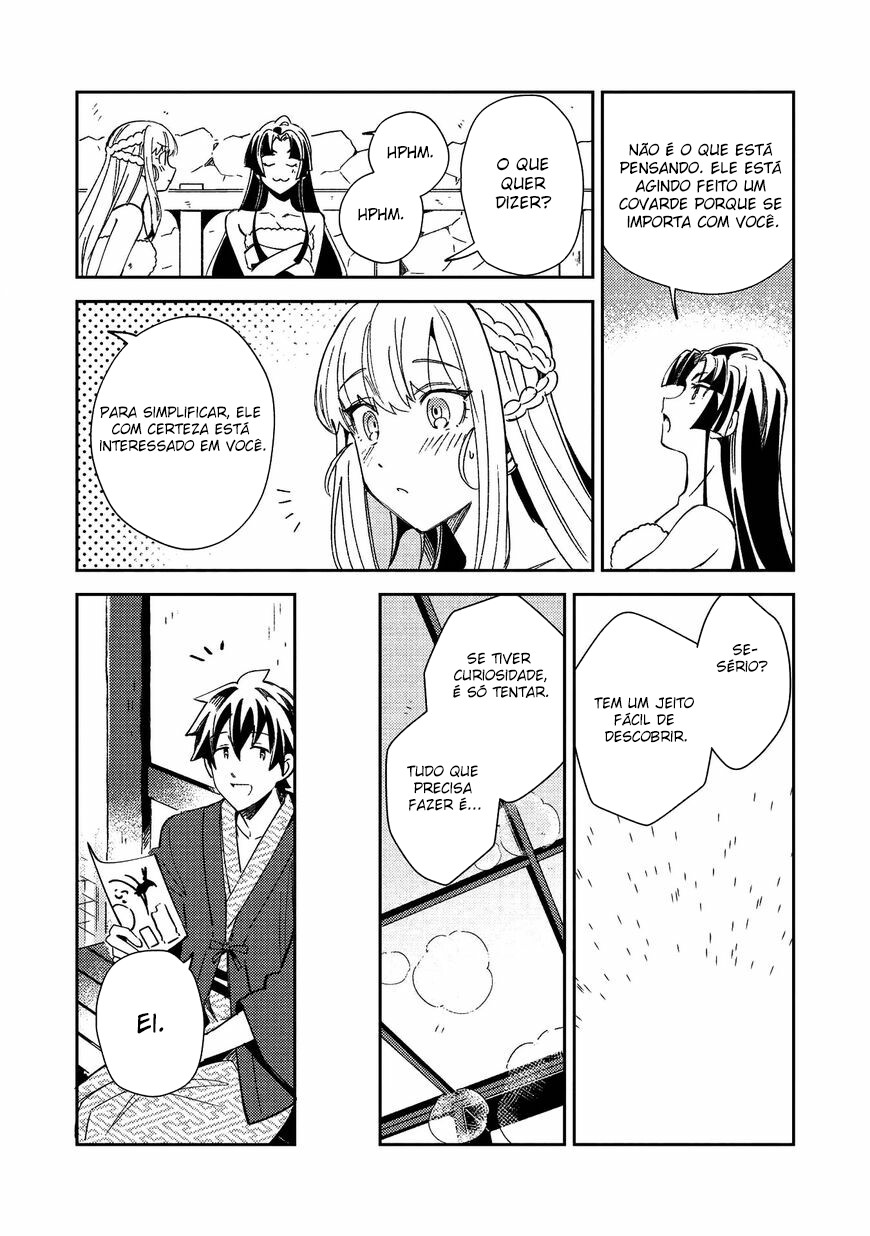 NÃO É O QUE ESTÁ
PENSANDO. ELE ESTÁ
AGINDO FEITO UM
COVARDE PORQUE SE
IMPORTA COM VOCÊ.
O QUE
QUER
DIZER?
HPHM.
HPHM.
PARA SIMPLIFICAR, ELE
COM CERTEZA ESTÁ
INTERESSADO EM VOCÊ.
SE-
SÉRIO?
TEM UM JEITO
FÁCIL DE
DESCOBRIR.
SE TIVER
CURIOSIDADE,
É SÓ TENTAR.
TUDO QUE
PRECISA
FAZER É...
EI.